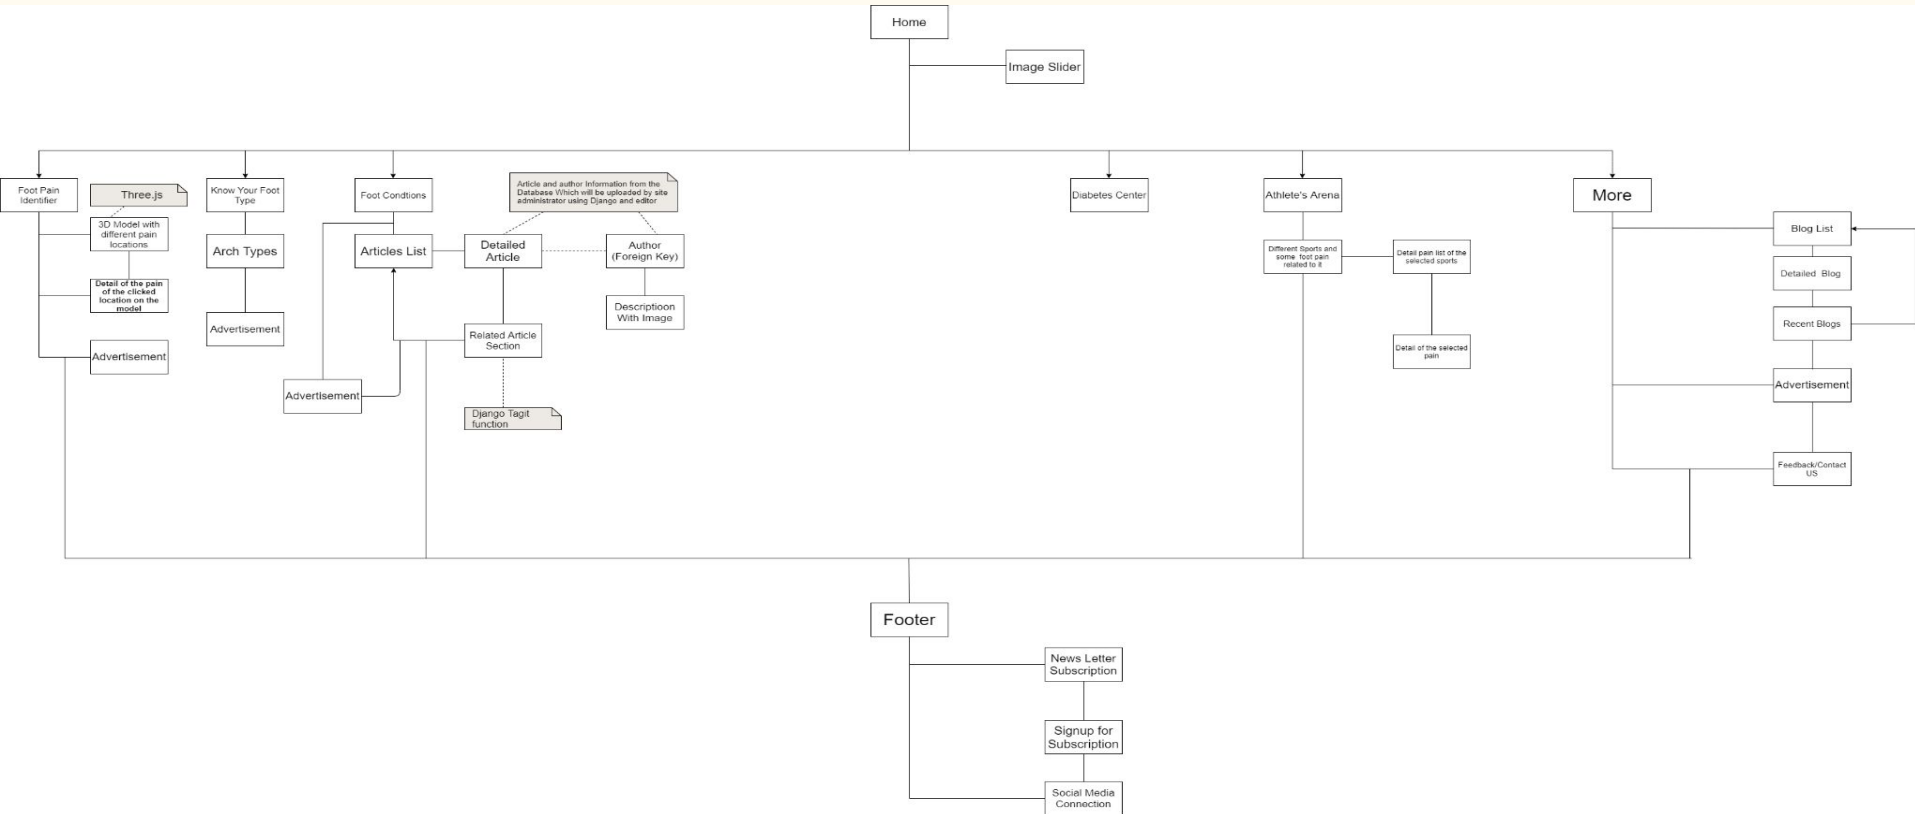 Home
Image Slider
Foot Pain
Identifier
Three.js
3D Model with
different pain
locations
Detail of the pain
of the clicked
location on the
model
Advertisement
Know Your Foot
Type
Arch Types
Advertisement
Foot Condtions
Articles List
Advertisement
Article and author Information from the
Database Which will be uploaded by site
administrator using Django and editor
Detailed
Article
Author
(Foreign Key)
Descriptioon
With Image
Related Article
Section
Django Tagit
function
Diabetes Center
Athlete's Arena
Different Sports and
some foot pain
related to it
Detail pain list of the
selected sports
Detail of the selected
pain
More
Blog List
Detailed Blog
Recent Blogs
Advertisement
Feedback/Contact
US
Footer
News Letter
Subscription
Signup for
Subscription
Social Media
Connection